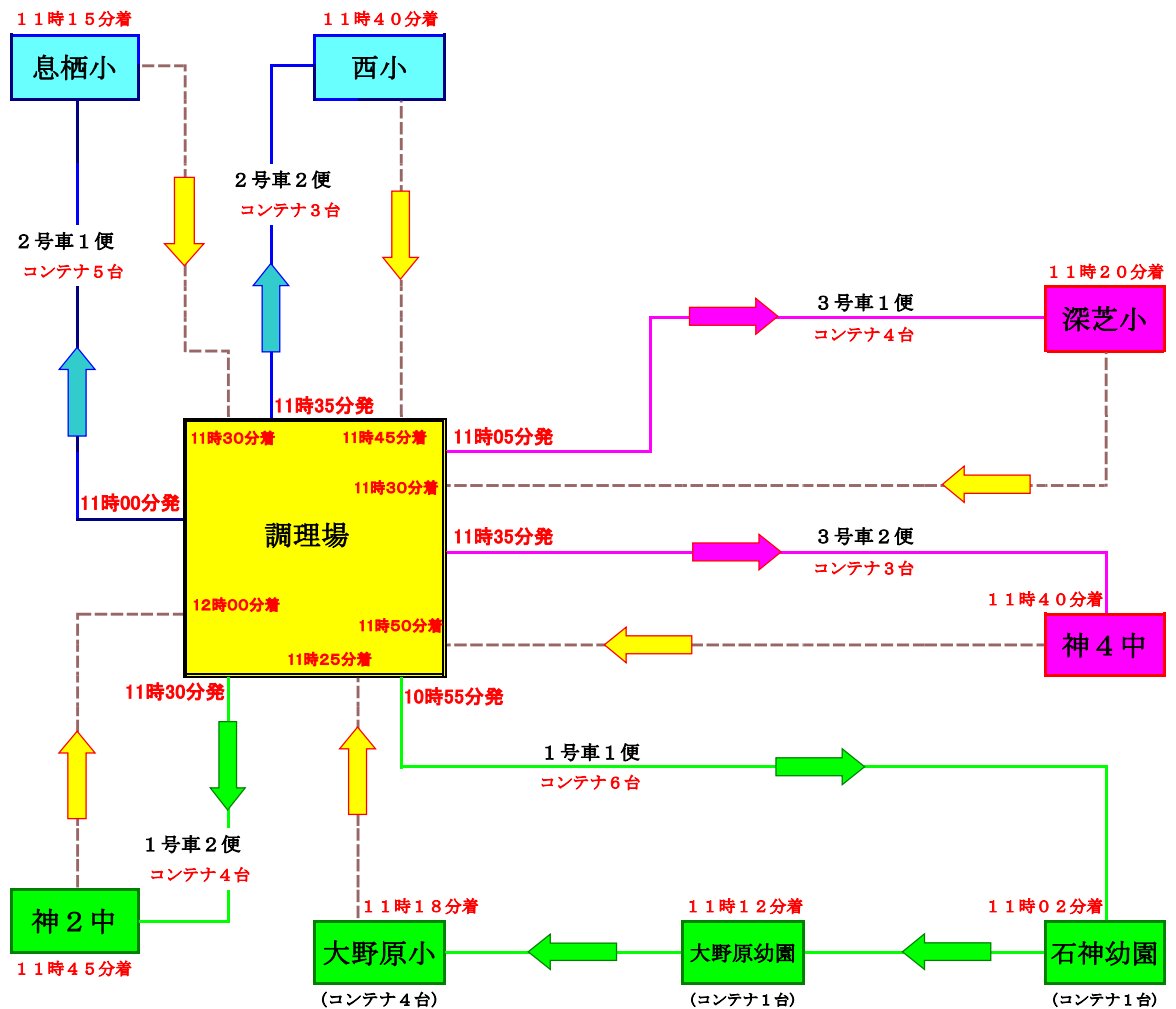 １１時１５分着
１１時４０分着
息栖小
西小
２号車２便
コンテナ３台
２号車１便
コンテナ５台
１１時２０分着
３号車１便
深芝小
コンテナ４台
11時35分発
11時30分着
11時45分着
11時05分発
11時30分着
11時00分発
調理場
11時35分発
３号車２便
コンテナ３台
１１時４０分着
12時00分着
11時50分着
神４中
11時25分着
11時30分発
10時55分発
１号車１便
コンテナ６台
１号車２便
コンテナ４台
神２中
１１時４５分着
１１時１８分着
１１時１２分着
１１時０２分着
大野原小
大野原幼園
石神幼園
(コンテナ４台)
(コンテナ１台)
(コンテナ１台)